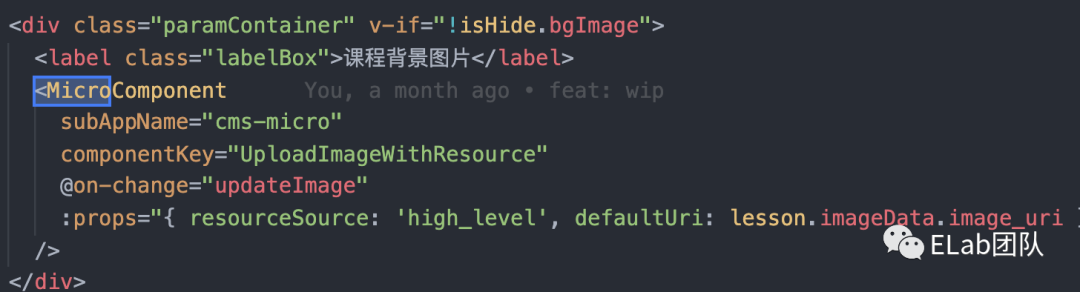 <div class="paramContainer" v-if="!isHide.bgImage">
<label class="labelBox">课程背景图片</label>
<MicroComponent You, a month ago • feat: wip
subAppName="cms-micro"
componentKey="UploadImageWithResource"
@on-change="updateImage"
:props="{ resourceSource: 'high_level', defaultUri: lesson.imageData.image_uri }
/>
ELab团队
</div>